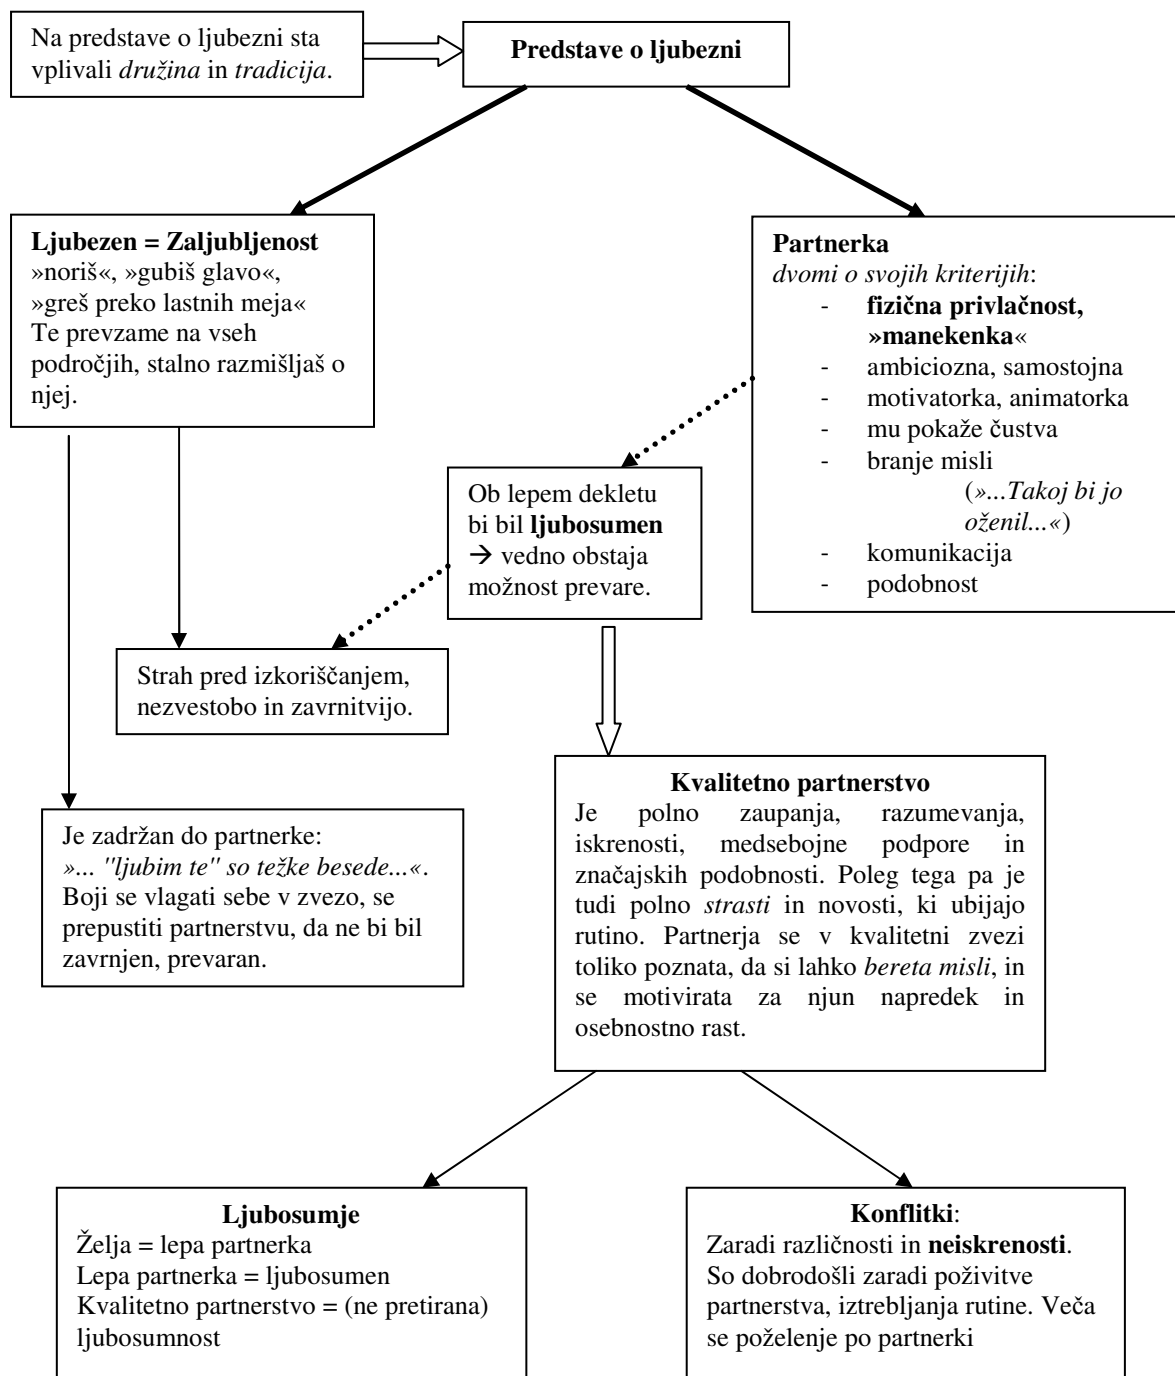 Na predstave o ljubezni sta
vplivali družina in tradicija.
Predstave o ljubezni
Ljubezen = Zaljubljenost
»noriš«, »gubiš glavo«,
»greš preko lastnih meja«
Te prevzame na vseh
področjih, stalno razmišljaš o
njej.
Partnerka
dvomi o svojih kriterijih:
- fizična privlačnost,
»manekenka«
- ambiciozna, samostojna
- motivatorka, animatorka
- mu pokaže čustva
- branje misli
(»...Takoj bi jo
oženil...«)
- komunikacija
- podobnost
Ob lepem dekletu
bi bil ljubosumen
→ vedno obstaja
možnost prevare.
Strah pred izkoriščanjem,
nezvestobo in zavrnitvijo.
Je zadržan do partnerke:
»... "ljubim te" so težke besede...«.
Boji se vlagati sebe v zvezo, se
prepustiti partnerstvu, da ne bi bil
zavrnjen, prevaran.
Kvalitetno partnerstvo
Je polno zaupanja, razumevanja,
iskrenosti, medsebojne podpore in
značajskih podobnosti. Poleg tega pa je
tudi polno strasti in novosti, ki ubijajo
rutino. Partnerja se v kvalitetni zvezi
toliko poznata, da si lahko bereta misli, in
se motivirata za njun napredek in
osebnostno rast.
Ljubosumje
Želja = lepa partnerka
Lepa partnerka = ljubosumen
Kvalitetno partnerstvo = (ne pretirana)
ljubosumnost
Konflitki:
Zaradi različnosti in neiskrenosti.
So dobrodošli zaradi poživitve
partnerstva, iztrebljanja rutine. Veča
se poželenje po partnerki